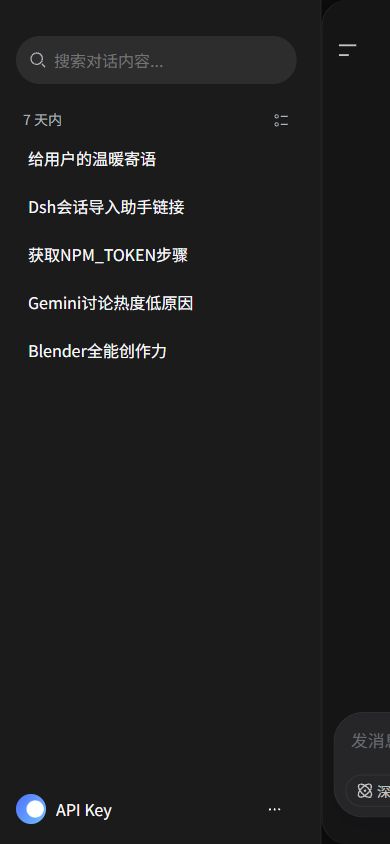 搜索对话内容...
7 天内
给用户的温暖寄语
Dsh会话导入助手链接
获取NPM_TOKEN步骤
Gemini讨论热度低原因
Blender全能创作力
发消息
深
API Key